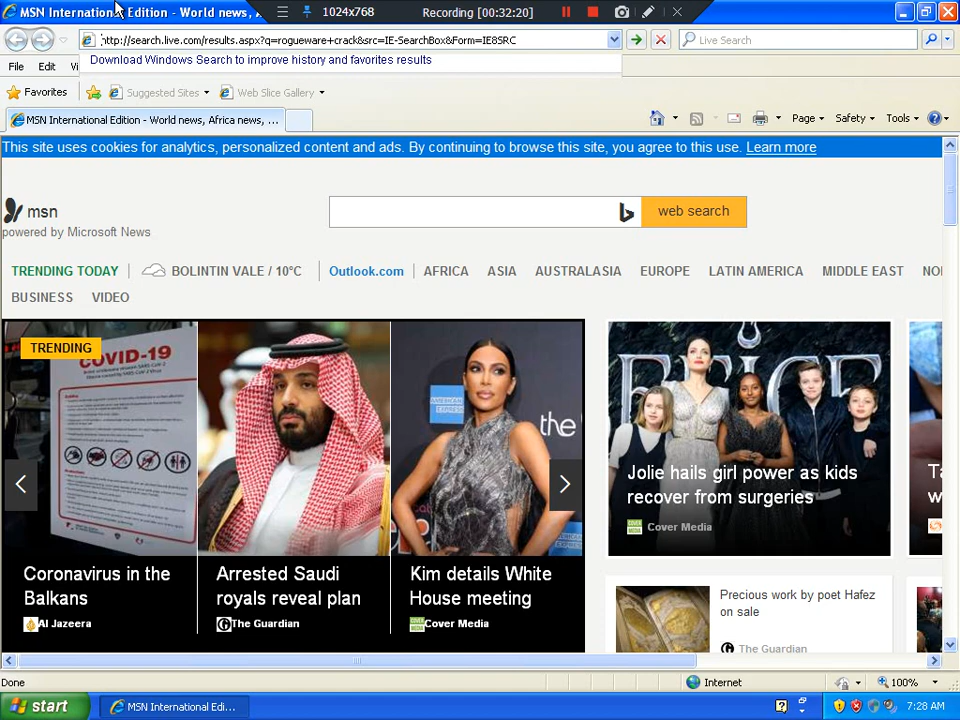 MSN International Edition - World news, A
1024x768
Recording [00:32:20]
http://search.live.com/results.aspx?q=rogueware+crack&src=IE-SearchBox&Form=IE8SRC
Live Search
Download Windows Search to improve history and favorites results
File Edit Vi
Favorites Suggested Sites Web Slice Gallery
MSN International Edition - World news, Africa news, ...
Page Safety Tools
This site uses cookies for analytics, personalized content and ads. By continuing to browse this site, you agree to this use. Learn more
msn
powered by Microsoft News
web search
TRENDING TODAY BOLINTIN VALE / 10°C Outlook.com AFRICA ASIA AUSTRALASIA EUROPE LATIN AMERICA MIDDLE EAST NO
BUSINESS VIDEO
TRENDING
COVID-19
AMERICAN EXPRESS
the
Jolie hails girl power as kids
recover from surgeries
COVER MEDIA Cover Media
Ta
w
Coronavirus in the
Balkans
Al Jazeera
Arrested Saudi
royals reveal plan
The Guardian
Kim details White
House meeting
COVER MEDIA Cover Media
Precious work by poet Hafez
on sale
The Guardian
Done
Internet
100%
start
MSN International Edi...
7:28 AM